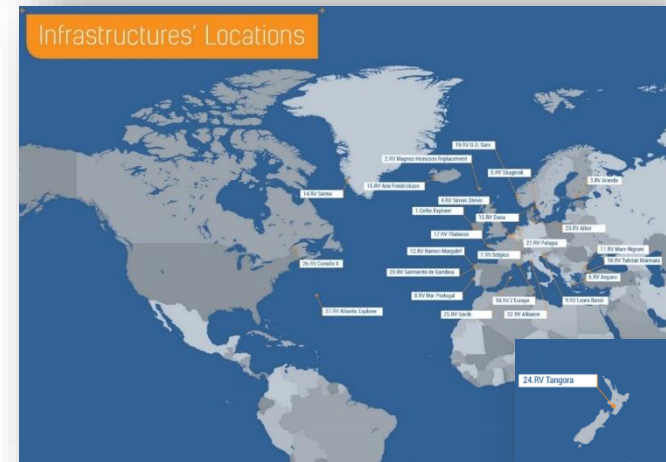 Infrastructures' Locations
19.RV G.O. Sars
2.RV Magnus Heinason Replacement
5.RV Skagerak
3.RV Aranda
15.RV Arni Fridriksson
14.RV Sanna
4.RV Simon Stevin
1.Celtic Explorer
16.RV Dana
23.RV Alkor
17.RV Thalassa
21.RV Pelagia
11.RV Mare Nigrum
12.RV Ramon Margalef
7.RV Belgica
10.RV Tubitak Marmara
26.RV Coriolis II
20.RV Sarmiento de Gamboa
6.RV Aegaeo
8.RV Mar Portugal
18.RV L'Europe
9.RV Laura Bassi
27.RV Atlantic Explorer
25.RV Socib
22.RV Alliance
24.RV Tangora